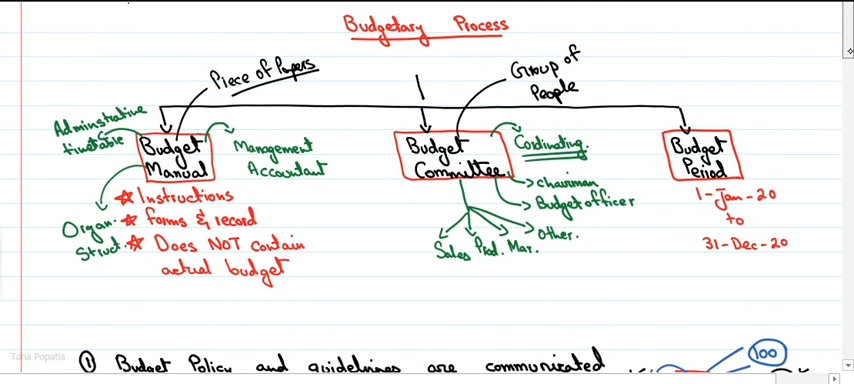 Budgetary Process
Piece of Papers
Group of
People
Adminstrative
timetable
Budget
Manual
Management
Accountant
Budget
Committee
Cordinating.
Budget
Period
→ chairman
→ Budget officer
→ Other.
Sales Prod. Mar.
Organ.
Struct.
★ Instructions
★ forms & record
★ Does NOT contain
actual budget
1-Jan-20
to
31-Dec-20
Taha Popatia
① Budget Policy and guidelines are communicated
100